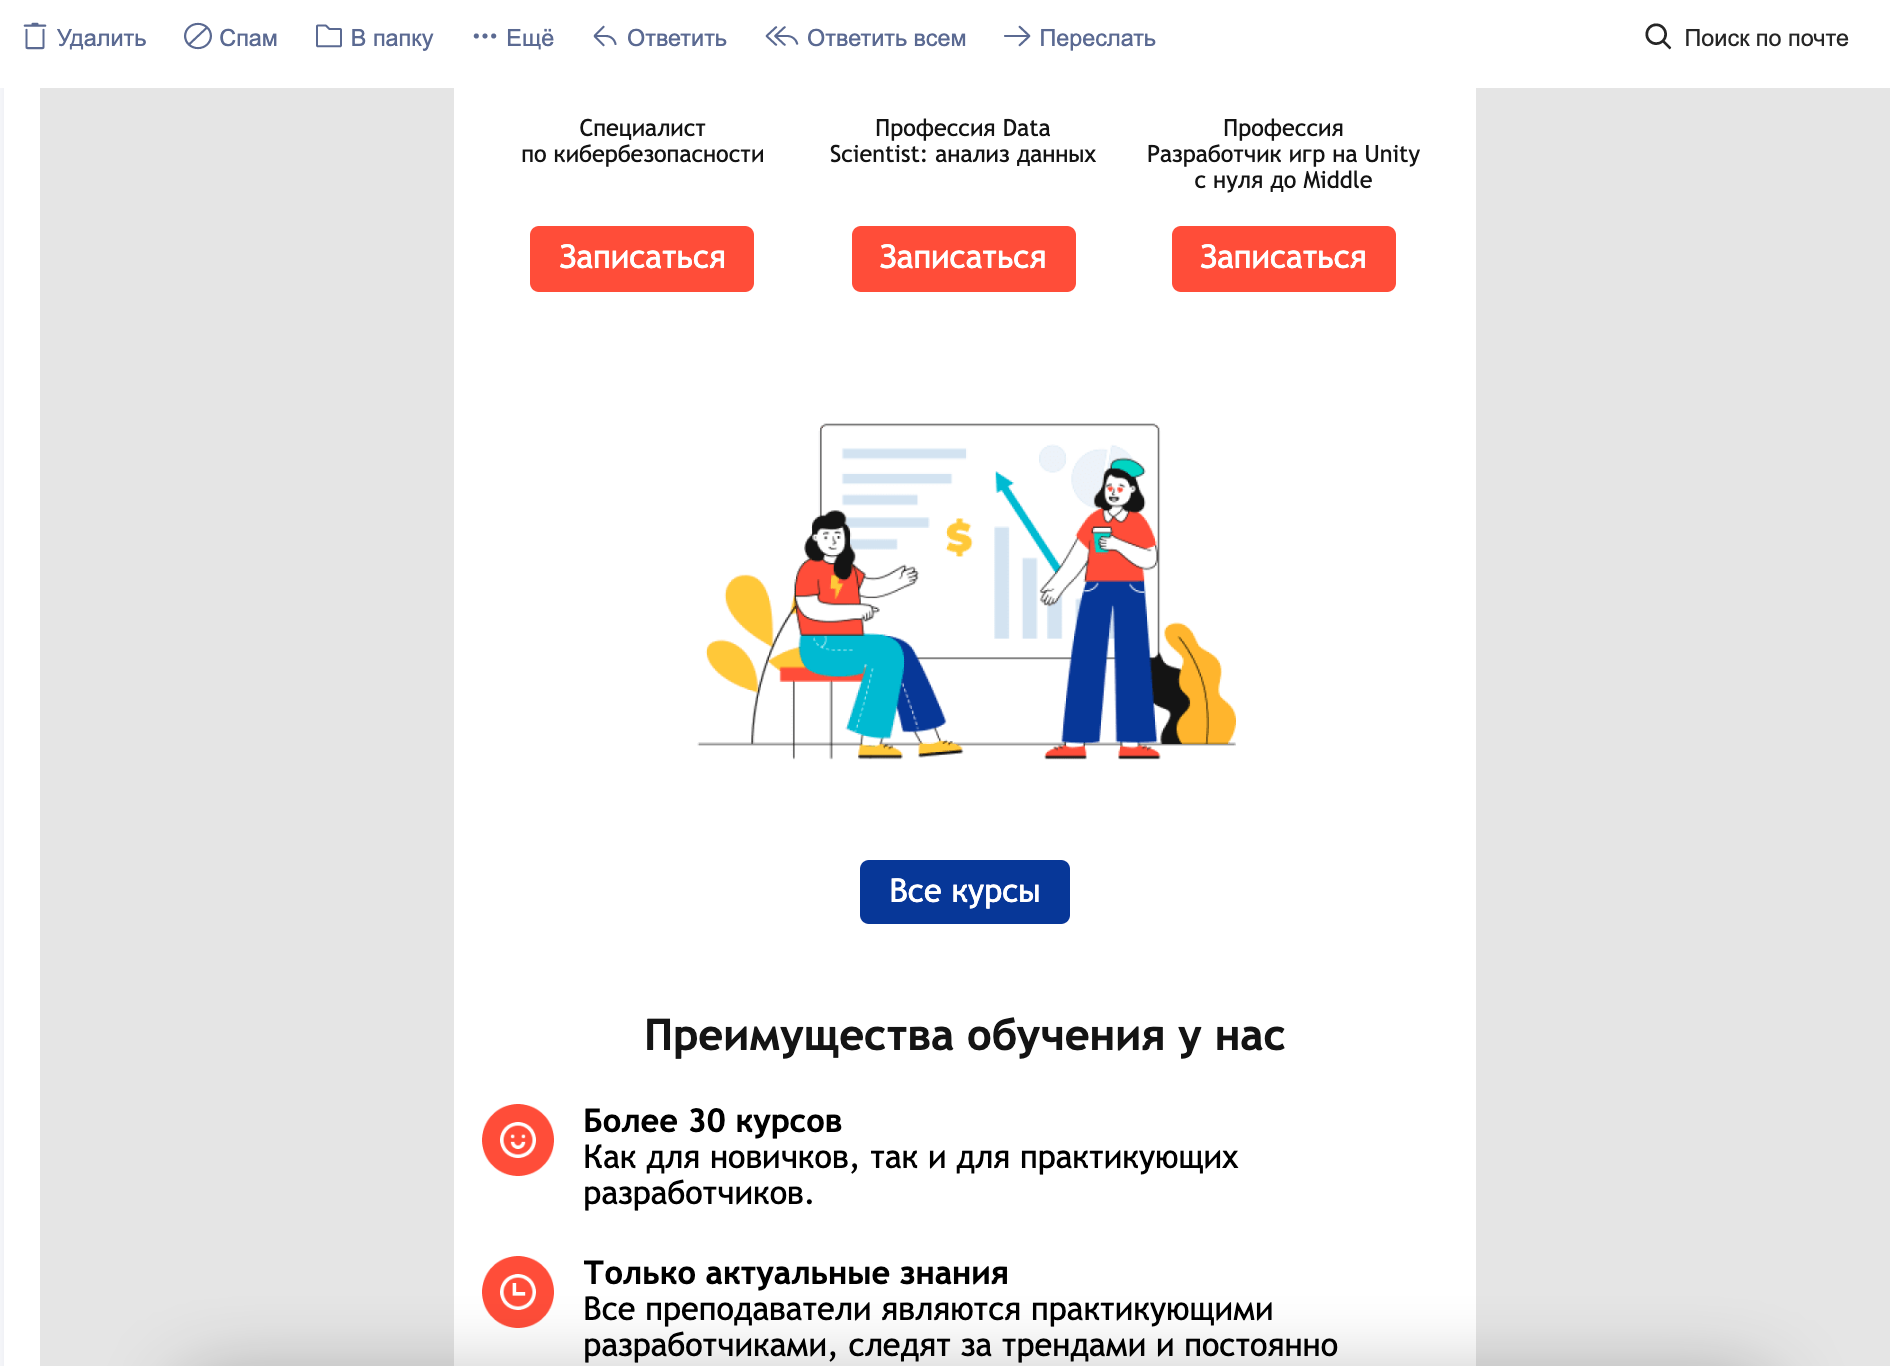 Удалить Спам В папку Ещё Ответить Ответить всем Переслать Поиск по почте
Специалист
по кибербезопасности
Профессия Data
Scientist: анализ данных
Профессия
Разработчик игр на Unity
с нуля до Middle
Записаться Записаться Записаться
$
Все курсы
Преимущества обучения у нас
Более 30 курсов
Как для новичков, так и для практикующих
разработчиков.
Только актуальные знания
Все преподаватели являются практикующими
разработчиками, следят за трендами и постоянно